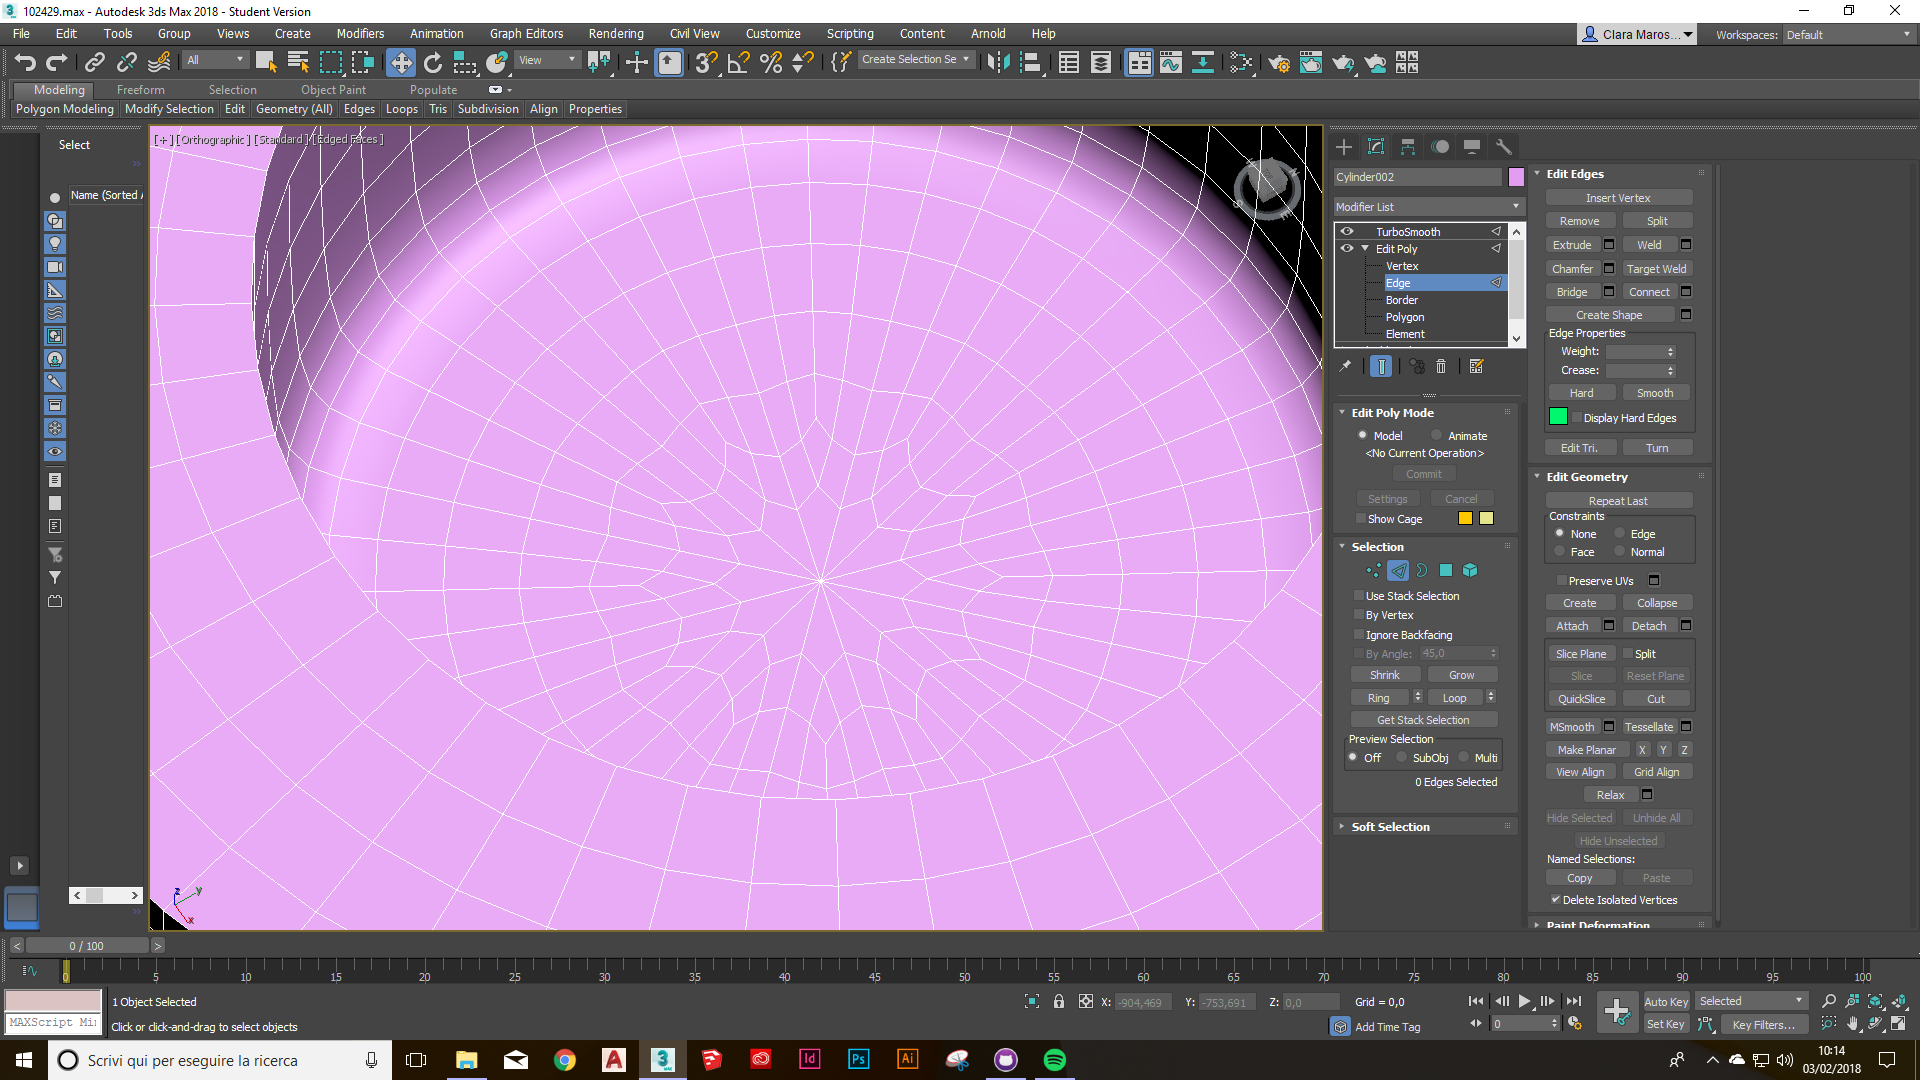 102429.max - Autodesk 3ds Max 2018 - Student Version
File Edit Tools Group Views Create Modifiers Animation Graph Editors Rendering Civil View Customize Scripting Content Arnold Help
Clara Maros... Workspaces: Default
All View Create Selection Se
Modeling Freeform Selection Object Paint Populate
Polygon Modeling Modify Selection Edit Geometry (All) Edges Loops Tris Subdivision Align Properties
Select
Name (Sorted A
[+] [Orthographic] [Standard] [Edged Faces]
Cylinder002
Modifier List
TurboSmooth
Edit Poly
Vertex
Edge
Border
Polygon
Element
Edit Poly Mode
Model Animate
<No Current Operation>
Commit
Settings Cancel
Show Cage
Selection
Use Stack Selection
By Vertex
Ignore Backfacing
By Angle: 45,0
Shrink Grow
Ring Loop
Get Stack Selection
Preview Selection
Off SubObj Multi
0 Edges Selected
Soft Selection
Edit Edges
Insert Vertex
Remove Split
Extrude Weld
Chamfer Target Weld
Bridge Connect
Create Shape
Edge Properties
Weight:
Crease:
Hard Smooth
Display Hard Edges
Edit Tri. Turn
Edit Geometry
Repeat Last
Constraints
None Edge
Face Normal
Preserve UVs
Create Collapse
Attach Detach
Slice Plane Split
Slice Reset Plane
QuickSlice Cut
MSmooth Tessellate
Make Planar X Y Z
View Align Grid Align
Relax
Hide Selected Unhide All
Hide Unselected
Named Selections:
Copy Paste
Delete Isolated Vertices
Paint Deformation
z y x
< 0 / 100 >
0 5 10 15 20 25 30 35 40 45 50 55 60 65 70 75 80 85 90 95 100
1 Object Selected X: -904,469 Y: -753,691 Z: 0,0 Grid = 0,0 Auto Key Selected
MAXScript Mi Click or click-and-drag to select objects Add Time Tag 0 Set Key Key Filters...
Scrivi qui per eseguire la ricerca
10:14
03/02/2018